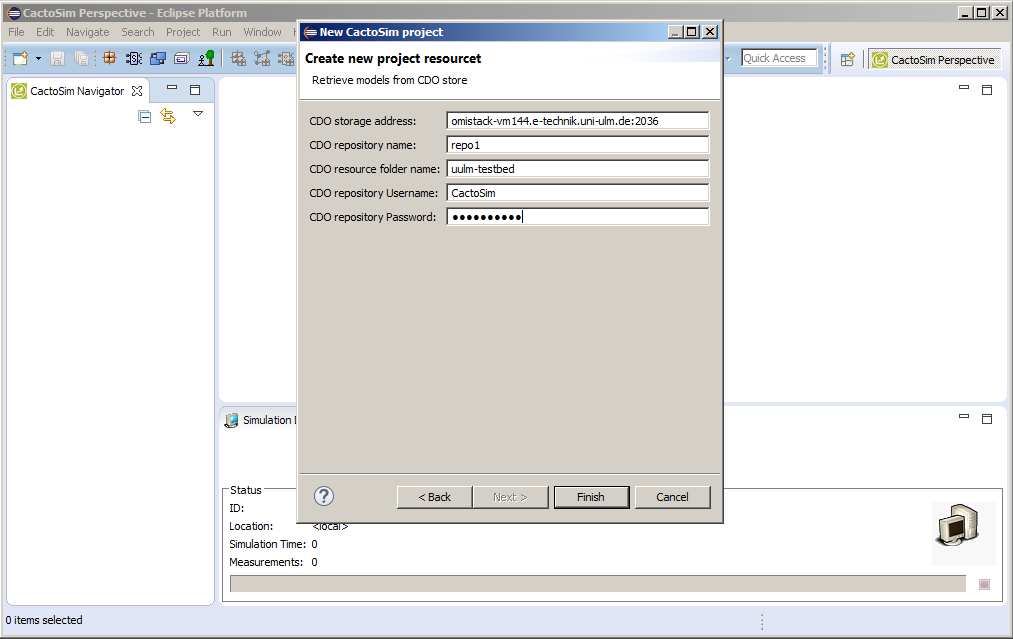 CactoSim Perspective - Eclipse Platform
File Edit Navigate Search Project Run Window
Quick Access
CactoSim Perspective
CactoSim Navigator
New CactoSim project
Create new project resourcet
Retrieve models from CDO store
CDO storage address: omistack-vm144.e-technik.uni-ulm.de:2036
CDO repository name: repo1
CDO resource folder name: uulm-testbed
CDO repository Username: CactoSim
CDO repository Password: ●●●●●●●●●●
< Back Next > Finish Cancel
Simulation
Status
ID:
Location: <local>
Simulation Time: 0
Measurements: 0
0 items selected